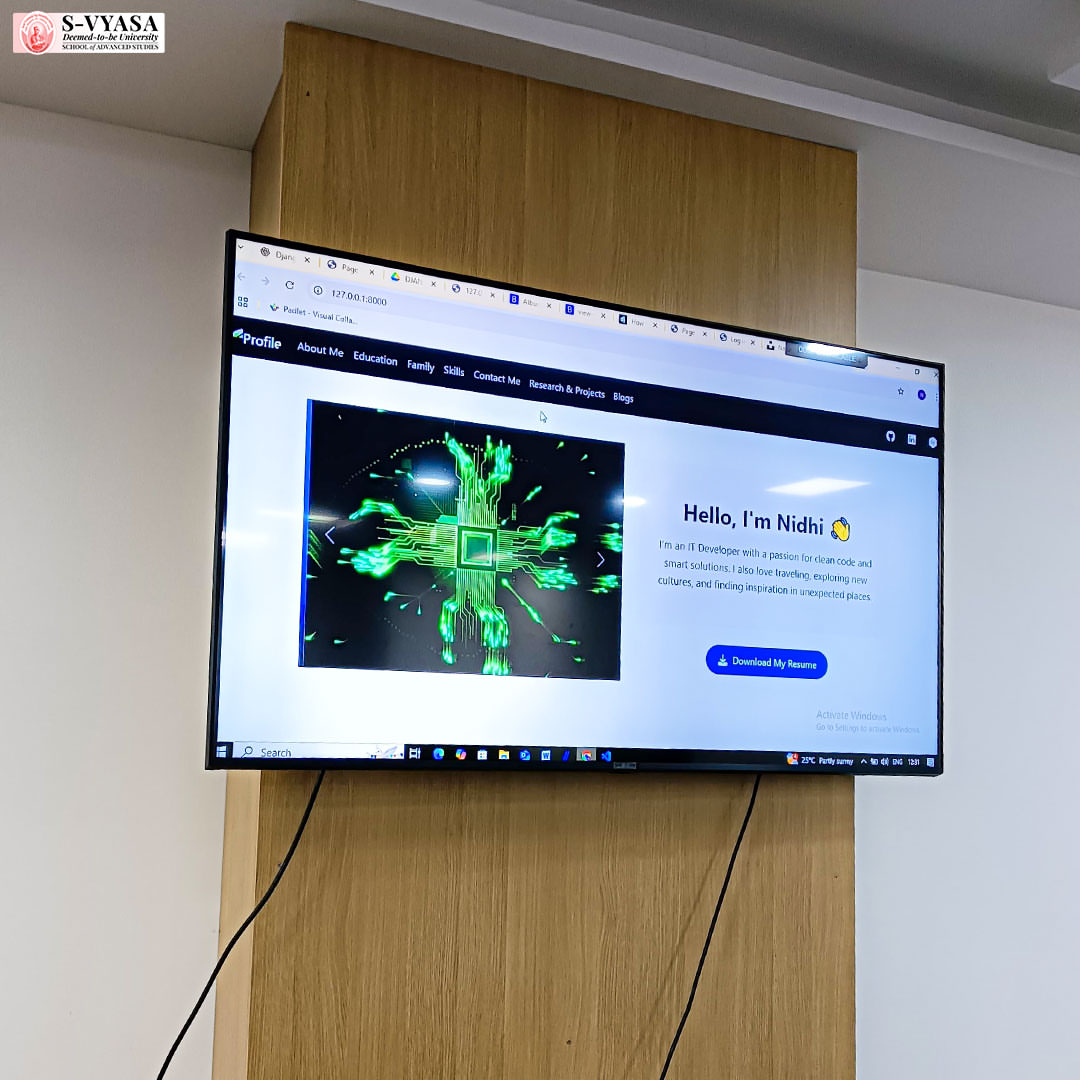 S-VYASA
Deemed-to-be University
SCHOOL of ADVANCED STUDIES
Djan
Page
DJAN
127.0
Albu
view
How
Page
Log
127.0.0.1:8000
Padlet - Visual Colla...
Profile
About Me
Education
Family
Skills
Contact Me
Research & Projects
Blogs
Hello, I'm Nidhi 👋
I'm an IT Developer with a passion for clean code and
smart solutions. I also love traveling, exploring new
cultures, and finding inspiration in unexpected places.
Download My Resume
Activate Windows
Go to Settings to activate Windows.
Search
25°C Partly sunny
ENG
12:31